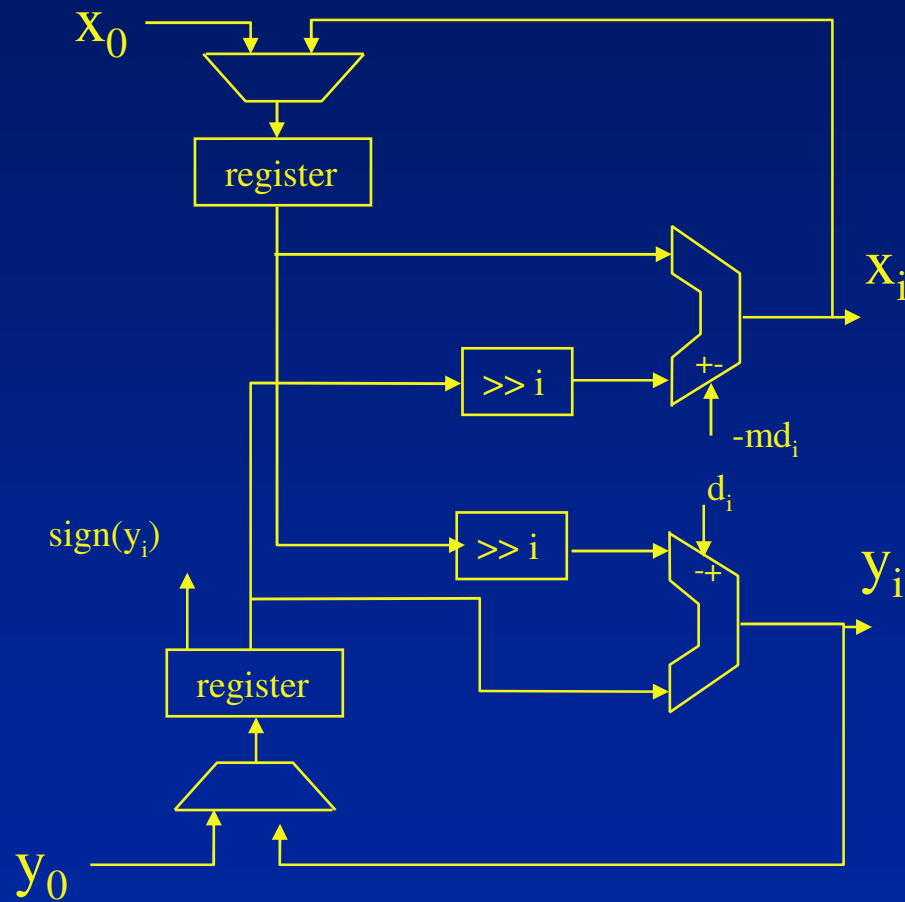 x₀
register
xᵢ
+-
>> i
-mdᵢ
dᵢ
sign(yᵢ)
>> i
-+
yᵢ
register
y₀